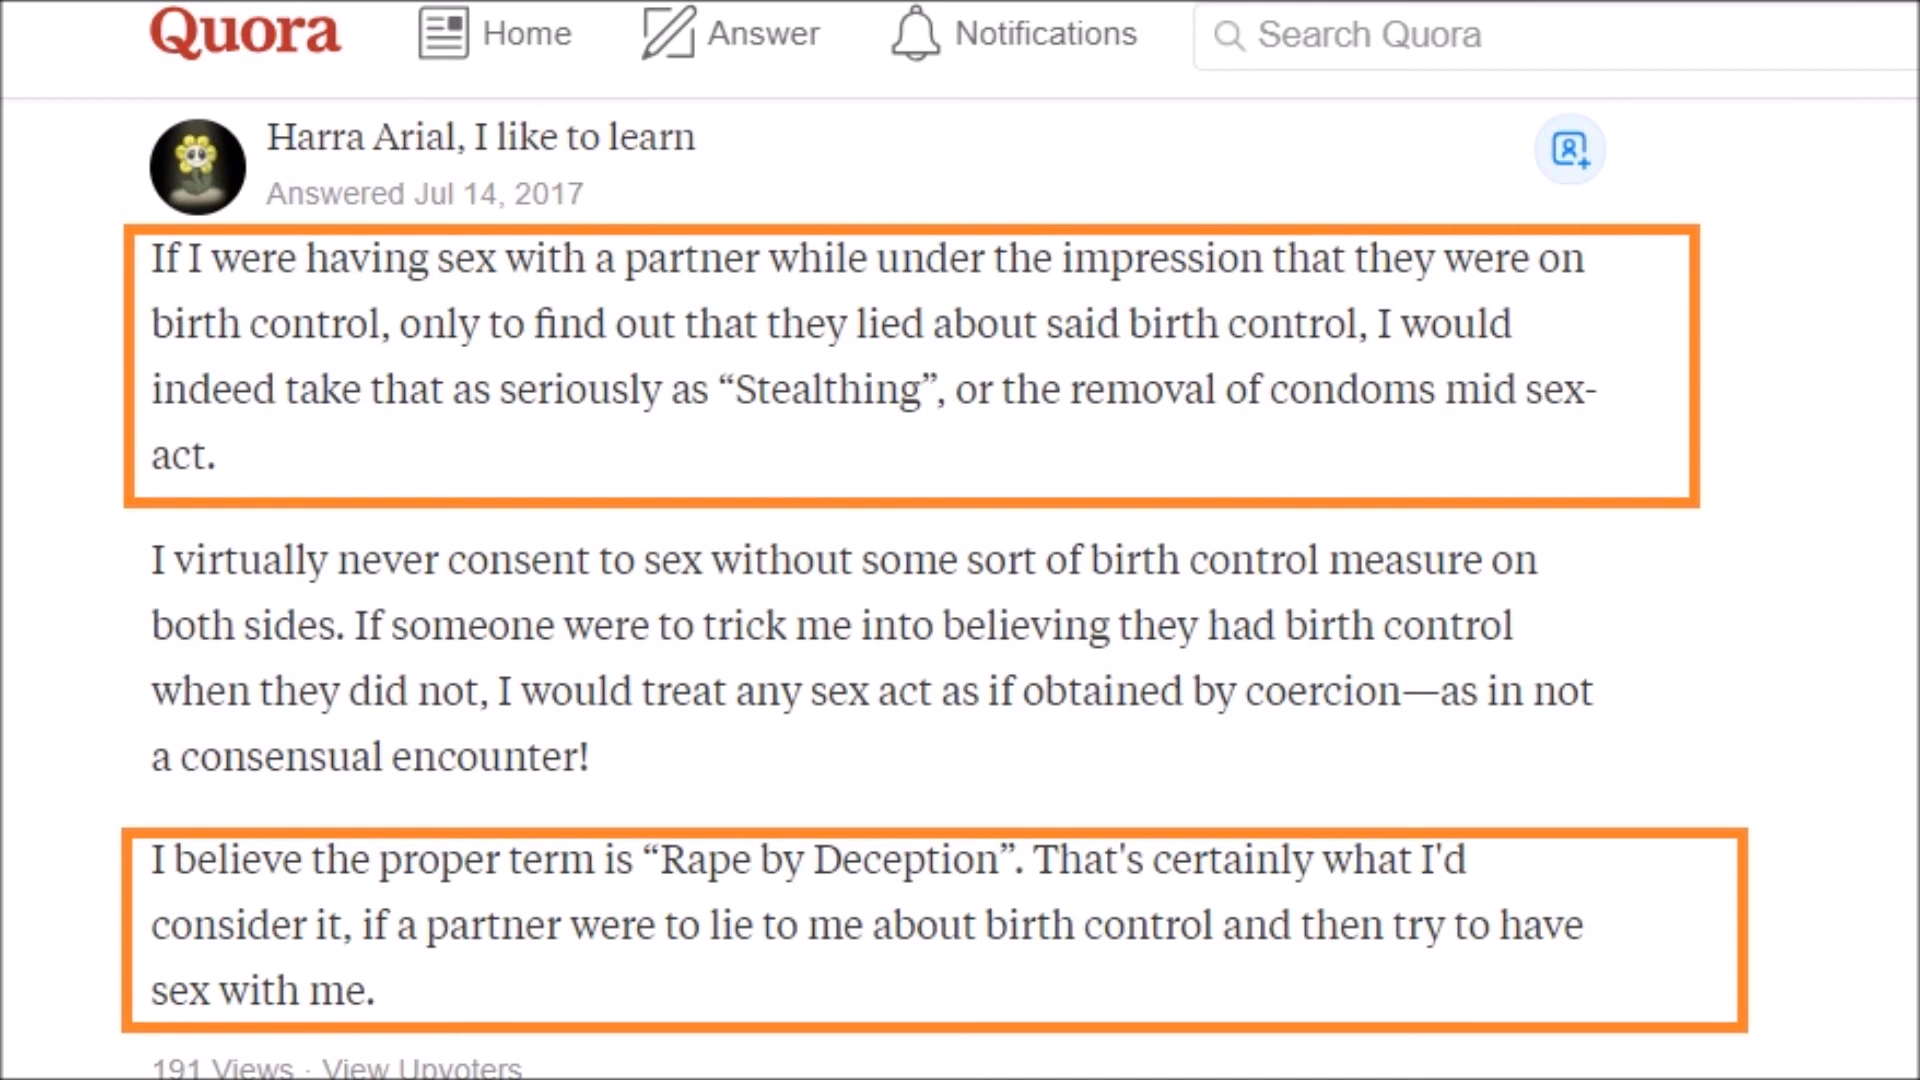 Quora Home Answer Notifications Search Quora
Harra Arial, I like to learn
Answered Jul 14, 2017
If I were having sex with a partner while under the impression that they were on
birth control, only to find out that they lied about said birth control, I would
indeed take that as seriously as “Stealthing”, or the removal of condoms mid sex-
act.
I virtually never consent to sex without some sort of birth control measure on
both sides. If someone were to trick me into believing they had birth control
when they did not, I would treat any sex act as if obtained by coercion—as in not
a consensual encounter!
I believe the proper term is “Rape by Deception”. That's certainly what I'd
consider it, if a partner were to lie to me about birth control and then try to have
sex with me.
191 Views · View Upvoters